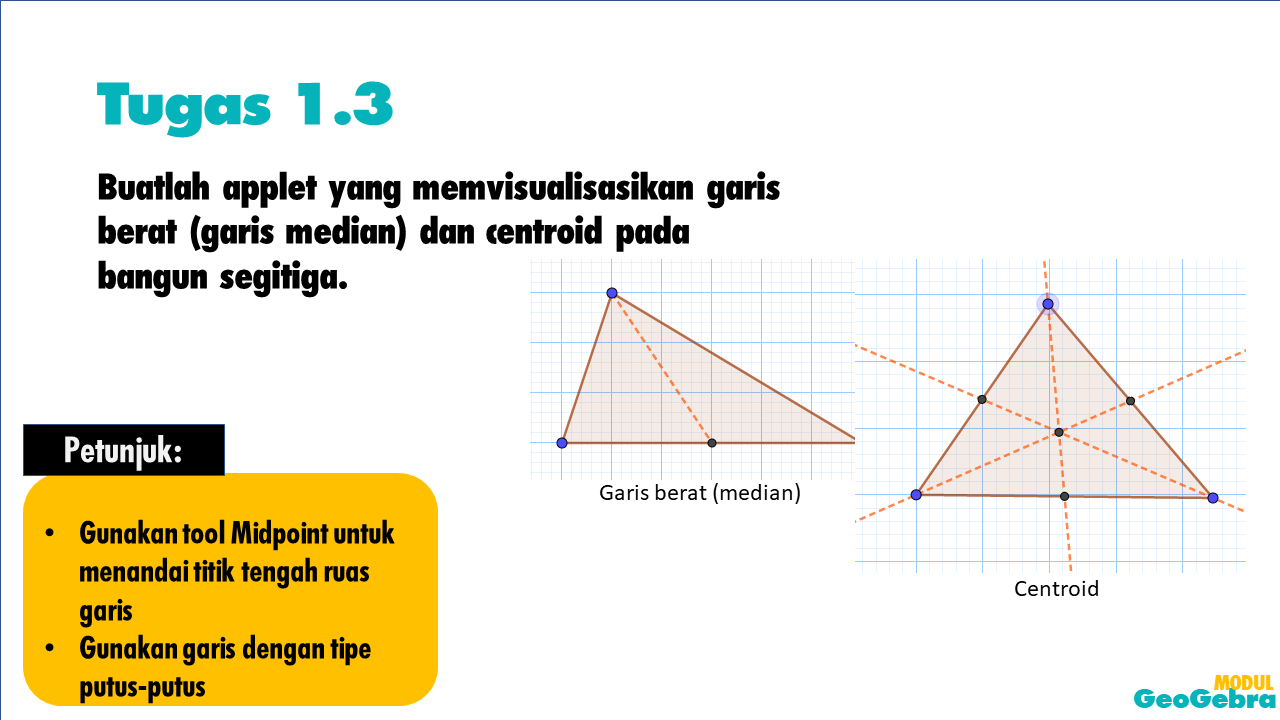 Tugas 1.3
Buatlah applet yang memvisualisasikan garis
berat (garis median) dan centroid pada
bangun segitiga.
Garis berat (median)
Centroid
Petunjuk:
• Gunakan tool Midpoint untuk
menandai titik tengah ruas
garis
• Gunakan garis dengan tipe
putus-putus
MODUL
GeoGebra